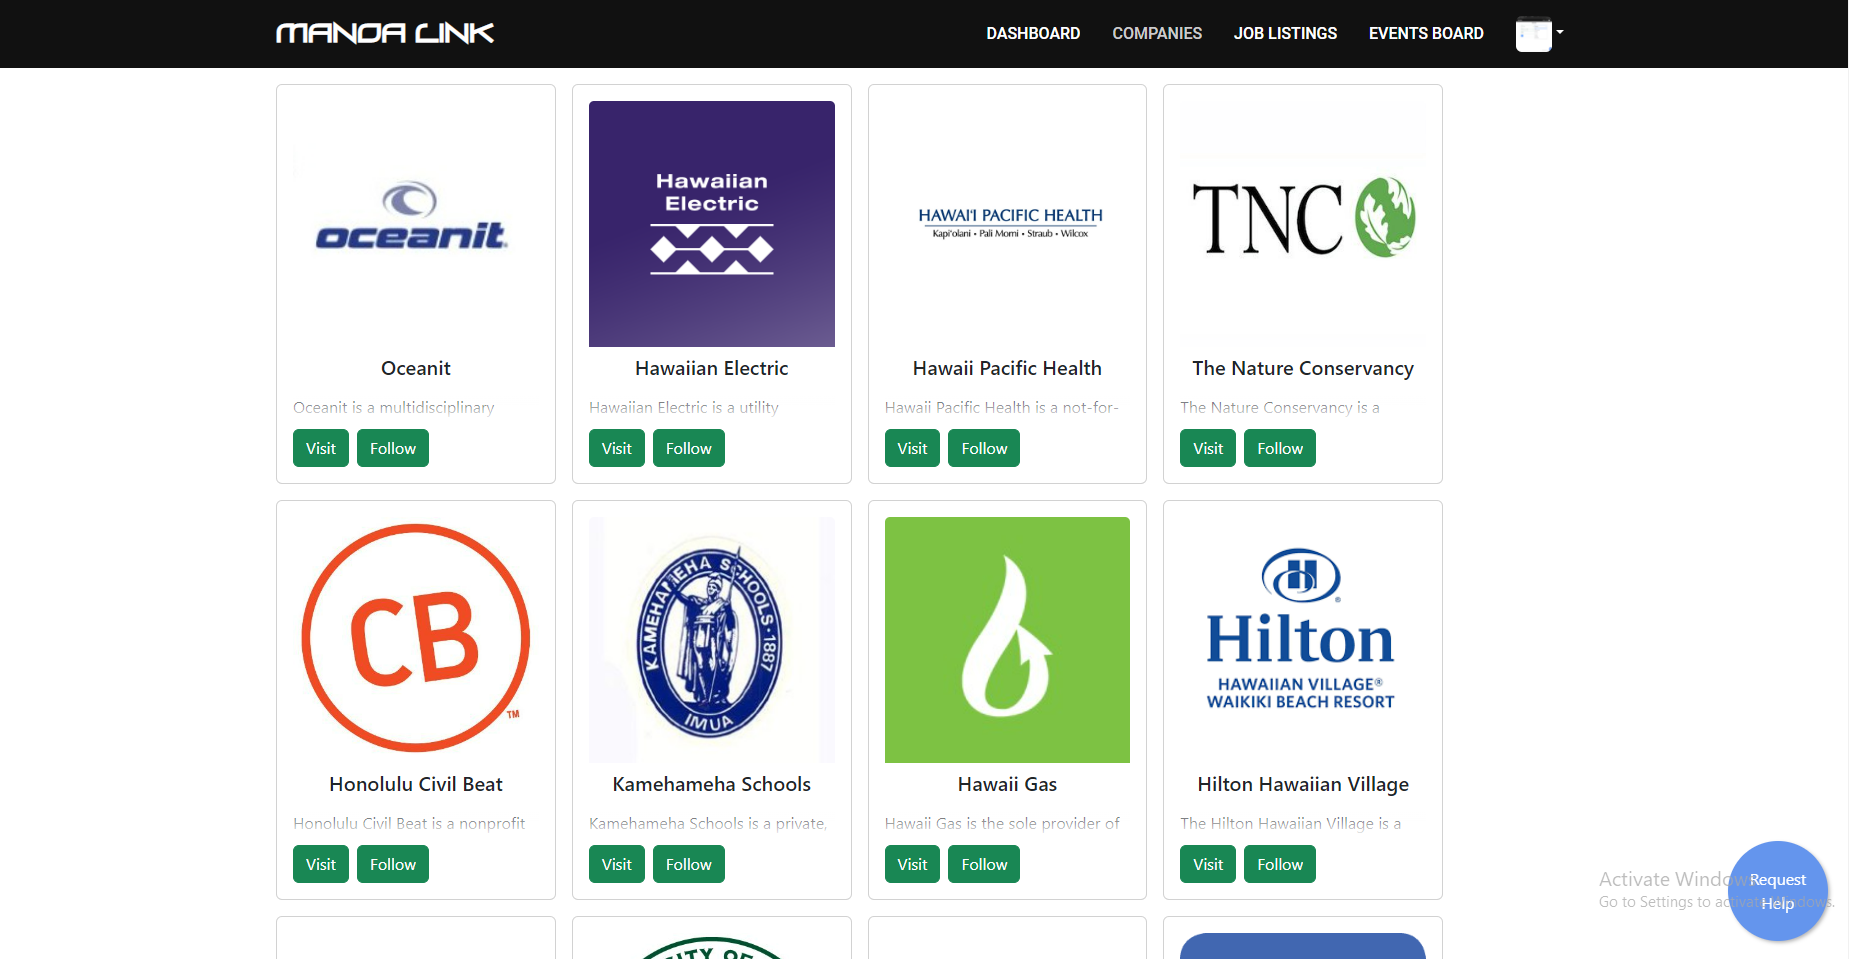 MANOA LINK
DASHBOARD
COMPANIES
JOB LISTINGS
EVENTS BOARD
oceanit
Oceanit
Oceanit is a multidisciplinary
Visit
Follow
Hawaiian
Electric
Hawaiian Electric
Hawaiian Electric is a utility
Visit
Follow
HAWAI'I PACIFIC HEALTH
Kapi'olani • Pali Momi • Straub • Wilcox
Hawaii Pacific Health
Hawaii Pacific Health is a not-for-
Visit
Follow
TNC
The Nature Conservancy
The Nature Conservancy is a
Visit
Follow
CB
TM
Honolulu Civil Beat
Honolulu Civil Beat is a nonprofit
Visit
Follow
KAMEHAMEHA SCHOOLS • 1887
IMUA
Kamehameha Schools
Kamehameha Schools is a private,
Visit
Follow
Hawaii Gas
Hawaii Gas is the sole provider of
Visit
Follow
Hilton
HAWAIIAN VILLAGE®
WAIKIKI BEACH RESORT
Hilton Hawaiian Village
The Hilton Hawaiian Village is a
Visit
Follow
ITY OF
Request
Help
Activate Windows
Go to Settings to activate Windows.